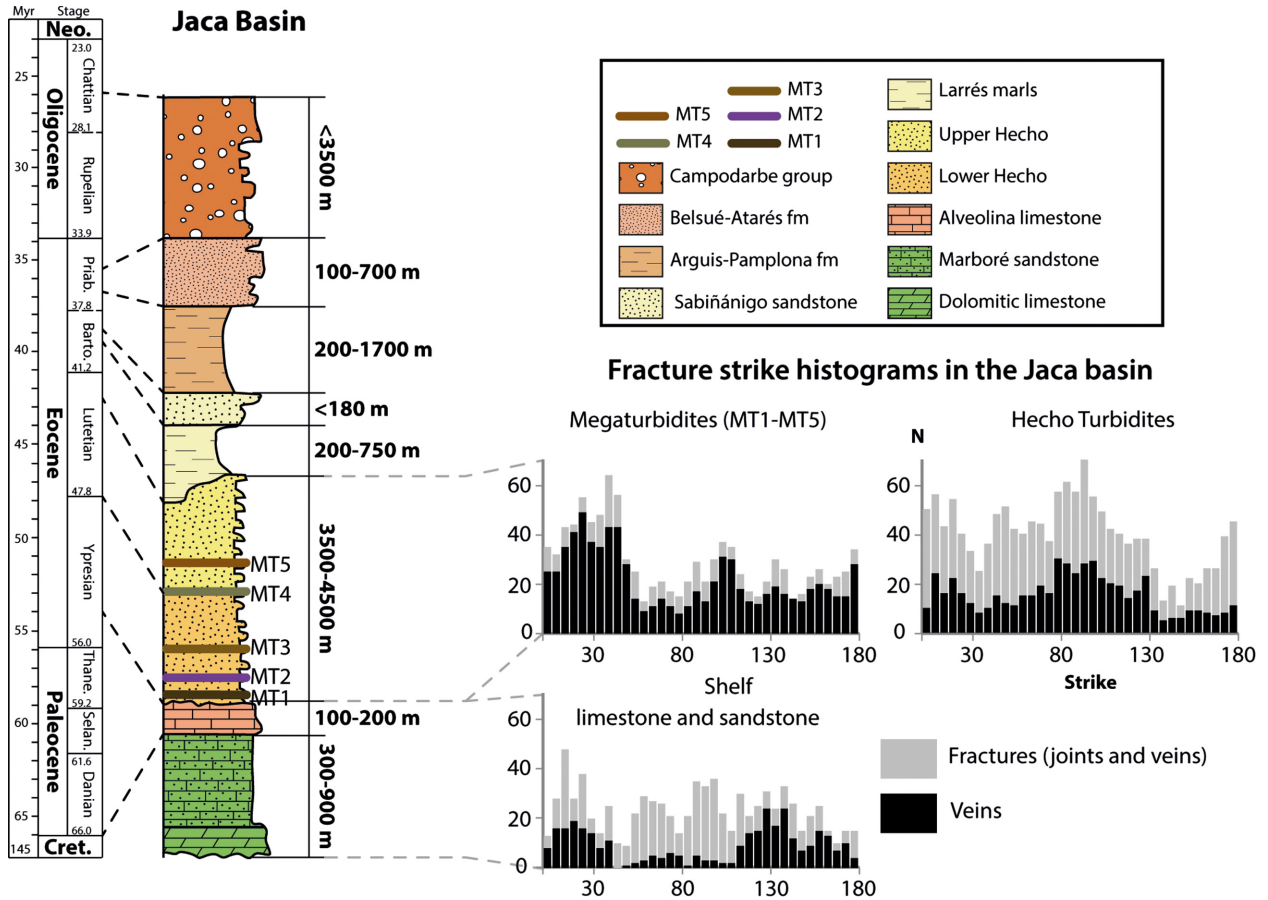 Myr Stage
Jaca Basin
Neo.
23.0
Chattian
25
28.1
Oligocene
Rupelian
30
33.9
35
Priab.
37.8
Barto.
40
41.2
Eocene
Lutetian
45
47.8
50
Ypresian
55
56.0
Thane.
59.2
Paleocene
60
Selan.
61.6
Danian
65
66.0
145
Cret.
<3500 m
100-700 m
200-1700 m
<180 m
200-750 m
3500-4500 m
MT5
MT4
MT3
MT2
MT1
100-200 m
300-900 m
MT3
MT5
MT2
MT4
MT1
Campodarbe group
Belsué-Atarés fm
Arguis-Pamplona fm
Sabiñánigo sandstone
Larrés marls
Upper Hecho
Lower Hecho
Alveolina limestone
Marboré sandstone
Dolomitic limestone
Fracture strike histograms in the Jaca basin
Megaturbidites (MT1-MT5)
60
40
20
0
30 80 130 180
Hecho Turbidites
N
60
40
20
0
30 80 130 180
Strike
Shelf
limestone and sandstone
60
40
20
0
30 80 130 180
Fractures (joints and veins)
Veins